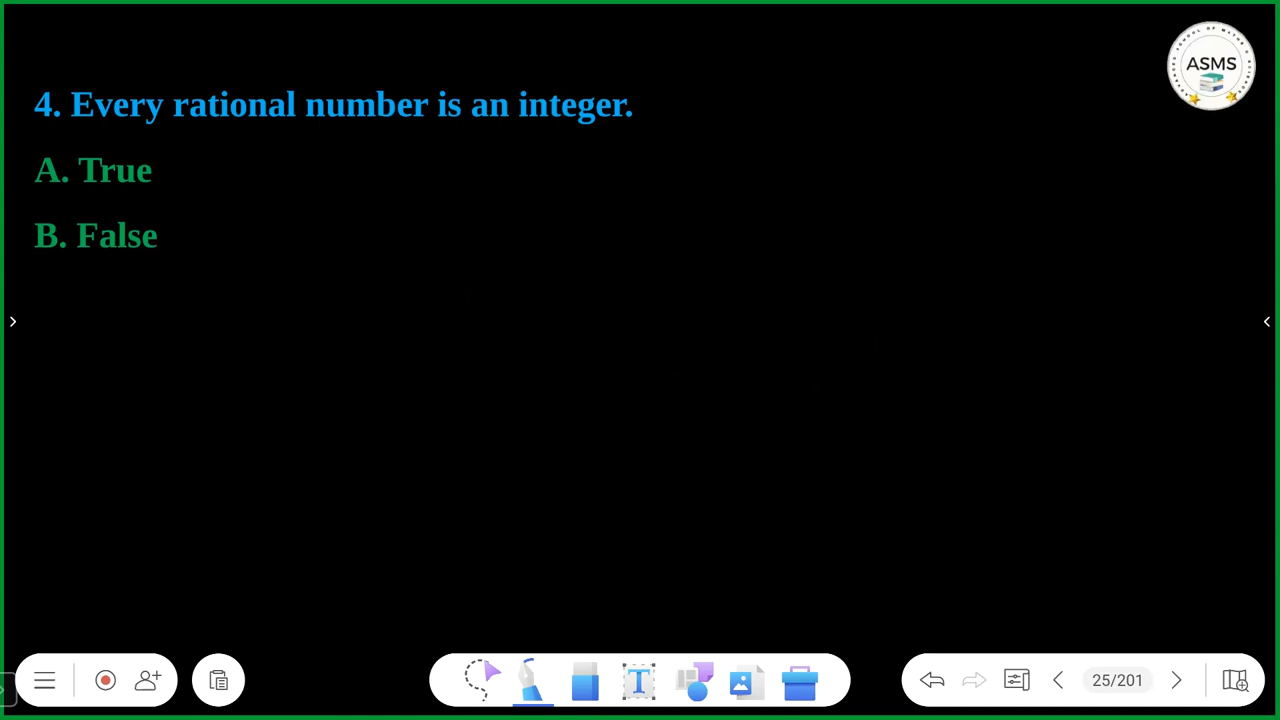 ASMS
4. Every rational number is an integer.
A. True
B. False
25/201